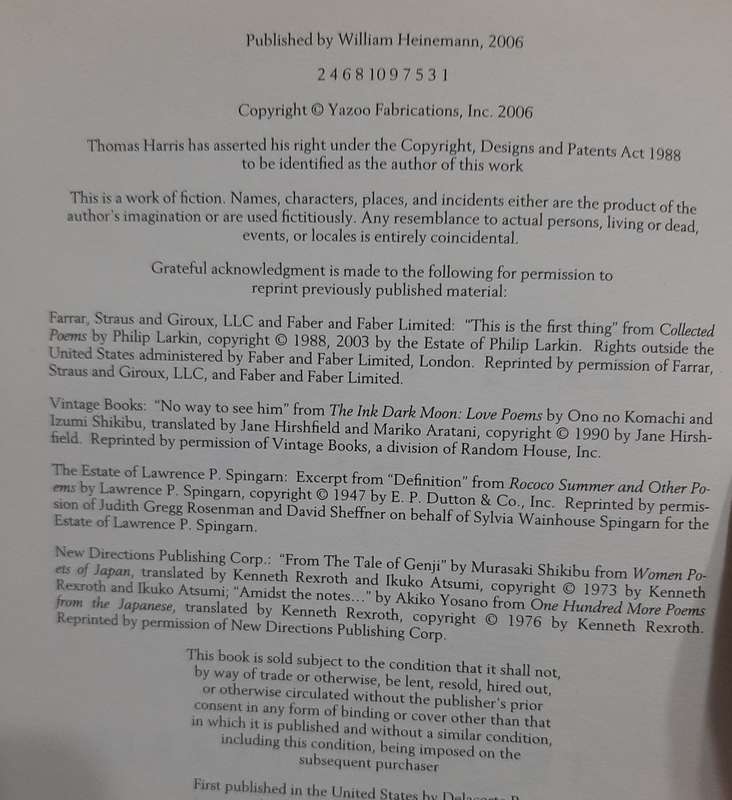 Published by William Heinemann, 2006
2 4 6 8 10 9 7 5 3 1
Copyright © Yazoo Fabrications, Inc. 2006
Thomas Harris has asserted his right under the Copyright, Designs and Patents Act 1988
to be identified as the author of this work
This is a work of fiction. Names, characters, places, and incidents either are the product of the
author's imagination or are used fictitiously. Any resemblance to actual persons, living or dead,
events, or locales is entirely coincidental.
Grateful acknowledgment is made to the following for permission to
reprint previously published material:
Farrar, Straus and Giroux, LLC and Faber and Faber Limited: "This is the first thing" from Collected
Poems by Philip Larkin, copyright © 1988, 2003 by the Estate of Philip Larkin. Rights outside the
United States administered by Faber and Faber Limited, London. Reprinted by permission of Farrar,
Straus and Giroux, LLC, and Faber and Faber Limited.
Vintage Books: "No way to see him" from The Ink Dark Moon: Love Poems by Ono no Komachi and
Izumi Shikibu, translated by Jane Hirshfield and Mariko Aratani, copyright © 1990 by Jane Hirsh-
field. Reprinted by permission of Vintage Books, a division of Random House, Inc.
The Estate of Lawrence P. Spingarn: Excerpt from "Definition" from Rococo Summer and Other Po-
ems by Lawrence P. Spingarn, copyright © 1947 by E. P. Dutton & Co., Inc. Reprinted by permis-
sion of Judith Gregg Rosenman and David Sheffner on behalf of Sylvia Wainhouse Spingarn for the
Estate of Lawrence P. Spingarn.
New Directions Publishing Corp.: "From The Tale of Genji" by Murasaki Shikibu from Women Po-
ets of Japan, translated by Kenneth Rexroth and Ikuko Atsumi, copyright © 1973 by Kenneth
Rexroth and Ikuko Atsumi; "Amidst the notes..." by Akiko Yosano from One Hundred More Poems
from the Japanese, translated by Kenneth Rexroth, copyright © 1976 by Kenneth Rexroth.
Reprinted by permission of New Directions Publishing Corp.
This book is sold subject to the condition that it shall not,
by way of trade or otherwise, be lent, resold, hired out,
or otherwise circulated without the publisher's prior
consent in any form of binding or cover other than that
in which it is published and without a similar condition,
including this condition, being imposed on the
subsequent purchaser
First published in the United States by